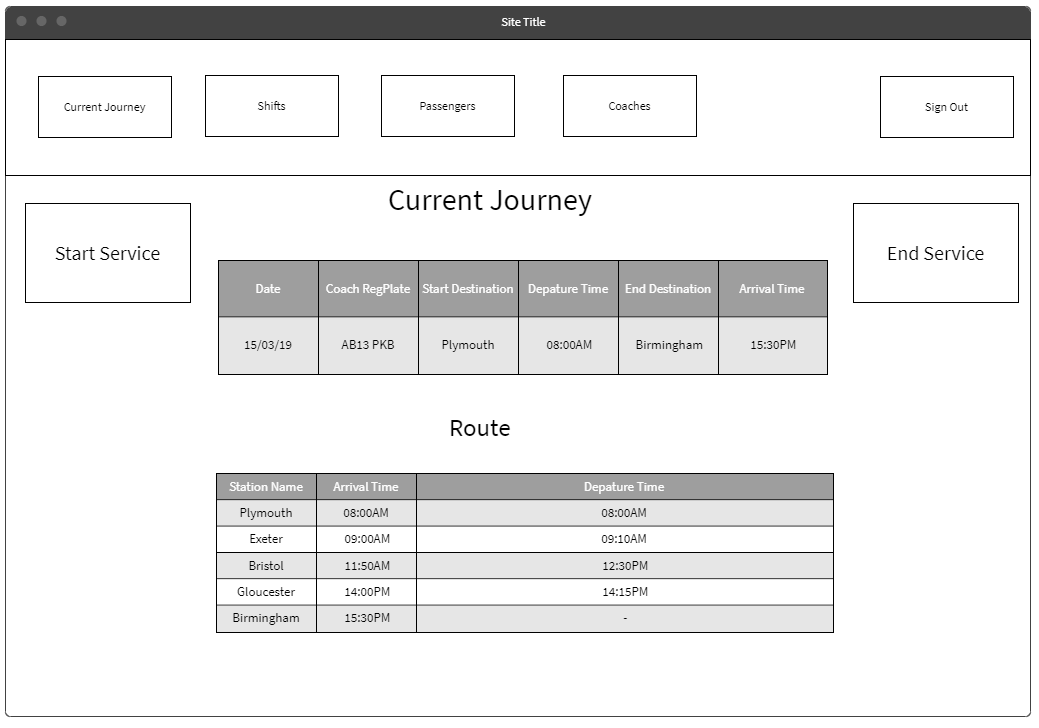 Site Title
Current Journey Shifts Passengers Coaches Sign Out
Current Journey
Start Service End Service
Date Coach RegPlate Start Destination Depature Time End Destination Arrival Time
15/03/19 AB13 PKB Plymouth 08:00AM Birmingham 15:30PM
Route
Station Name Arrival Time Depature Time
Plymouth 08:00AM 08:00AM
Exeter 09:00AM 09:10AM
Bristol 11:50AM 12:30PM
Gloucester 14:00PM 14:15PM
Birmingham 15:30PM -